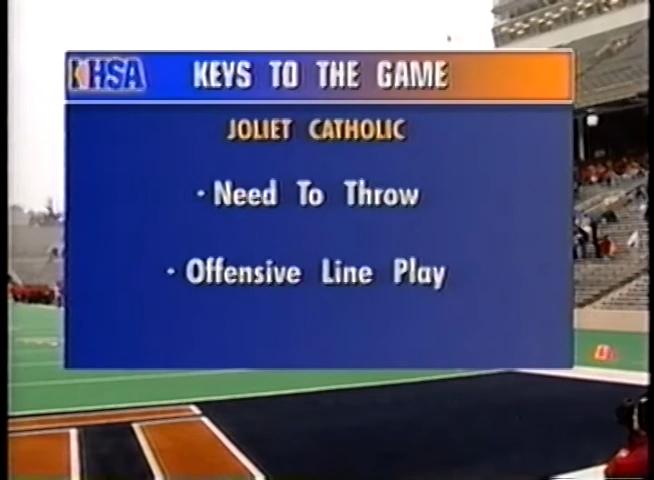 IHSA KEYS TO THE GAME
JOLIET CATHOLIC
· Need To Throw
· Offensive Line Play